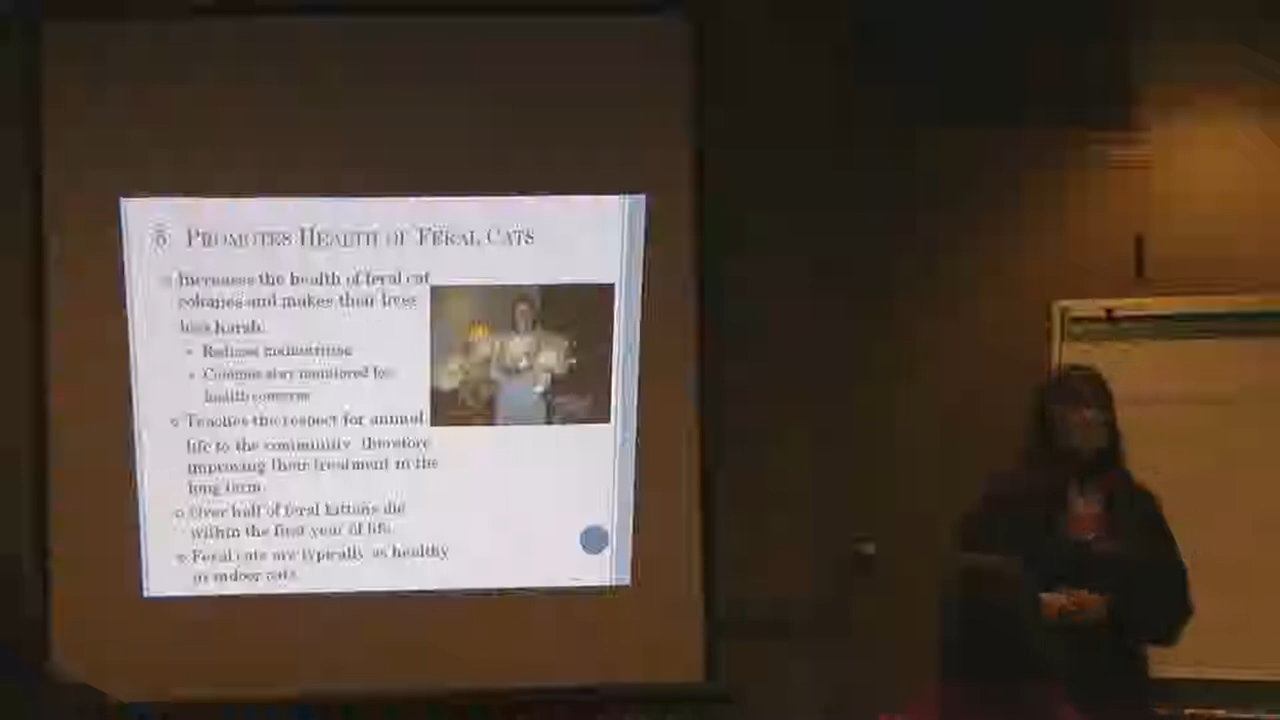 PROMOTES HEALTH OF FERAL CATS
Increases the health of feral cat
colonies and makes their lives
less harsh.
Reduces malnutrition
Colonies stay monitored for
health concerns
Teaches the respect for animal
life to the community, therefore
improving their treatment in the
long term.
Over half of feral kittens die
within the first year of life.
Feral cats are typically as healthy
as indoor cats.